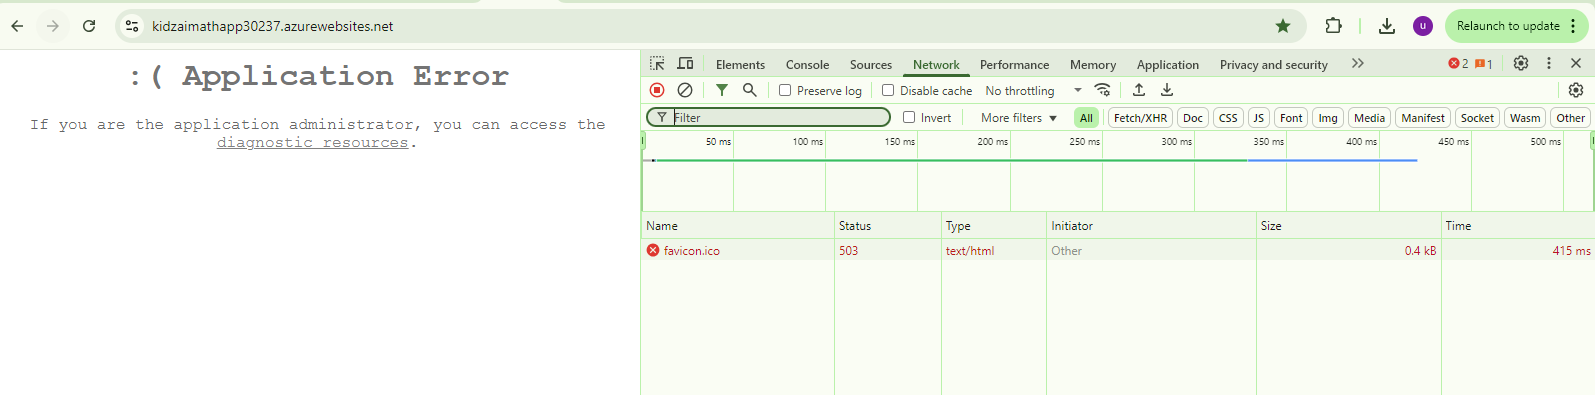 kidzaimathapp30237.azurewebsites.net
u
Relaunch to update
:( Application Error
If you are the application administrator, you can access the
diagnostic resources.
Elements Console Sources Network Performance Memory Application Privacy and security
2 1
Preserve log Disable cache No throttling
Filter Invert More filters All Fetch/XHR Doc CSS JS Font Img Media Manifest Socket Wasm Other
50 ms 100 ms 150 ms 200 ms 250 ms 300 ms 350 ms 400 ms 450 ms 500 ms
Name Status Type Initiator Size Time
favicon.ico 503 text/html Other 0.4 kB 415 ms